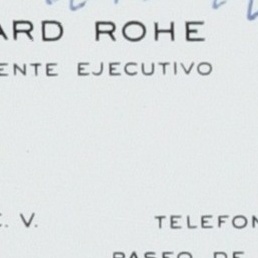 ARD ROHE
ENTE EJECUTIVO
E. V.
TELEFON
PASEO DE